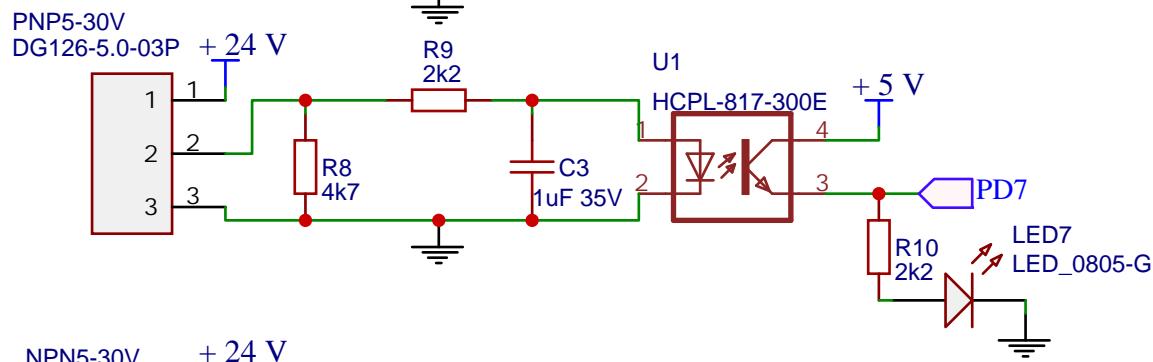 PNP5-30V
DG126-5.0-03P
+ 24 V
1
1
2
2
3
3
R9
2k2
R8
4k7
C3
1uF 35V
U1
HCPL-817-300E
1
2
4
3
+ 5 V
PD7
R10
2k2
LED7
LED_0805-G
NPN5-30V
+ 24 V